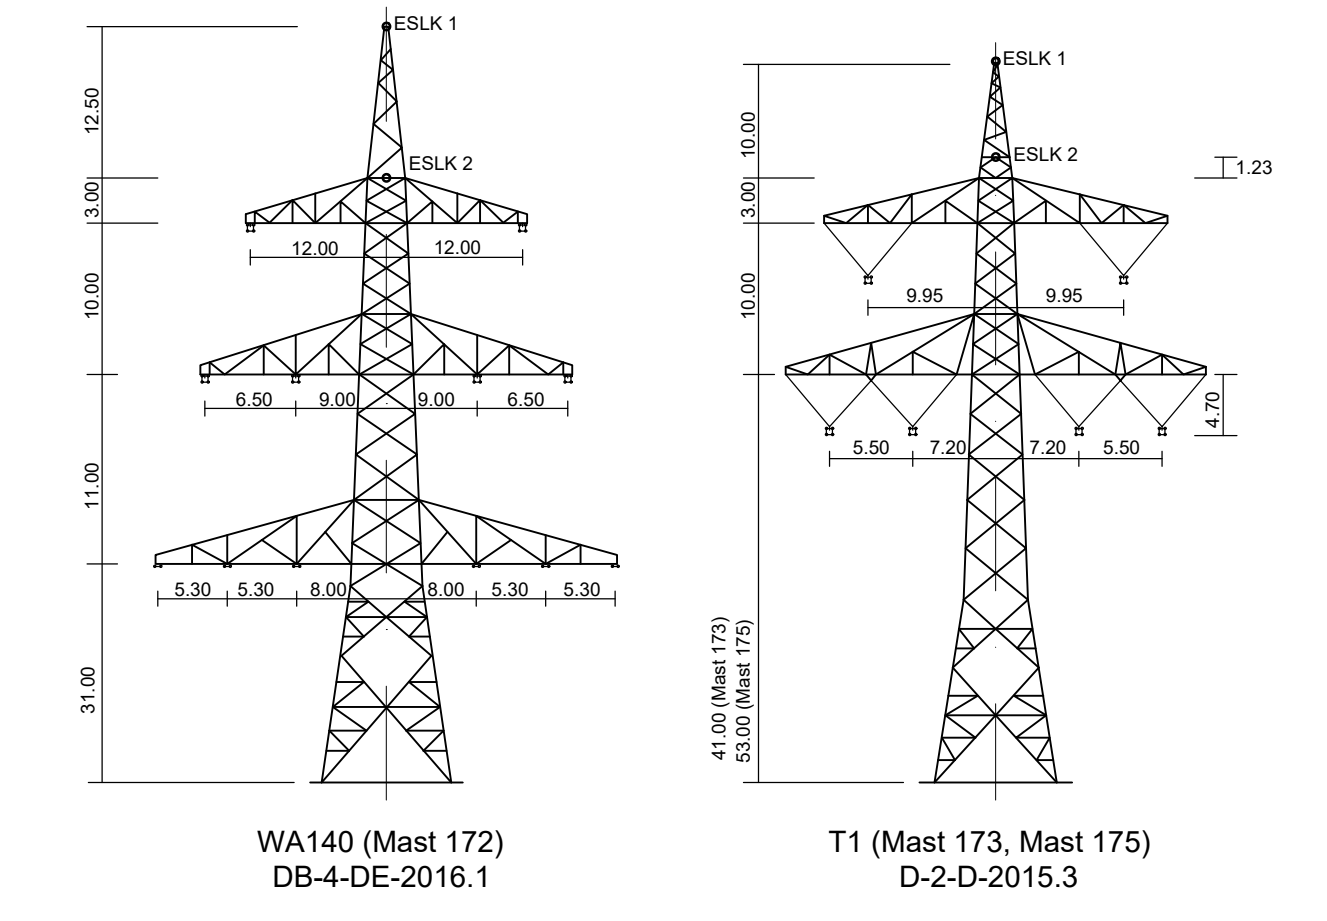 ESLK 1
12.50
ESLK 2
3.00
12.00 12.00
10.00
6.50 9.00 9.00 6.50
11.00
5.30 5.30 8.00 8.00 5.30 5.30
31.00
WA140 (Mast 172)
DB-4-DE-2016.1
ESLK 1
10.00
ESLK 2
1.23
3.00
10.00
9.95 9.95
4.70
5.50 7.20 7.20 5.50
41.00 (Mast 173)
53.00 (Mast 175)
T1 (Mast 173, Mast 175)
D-2-D-2015.3